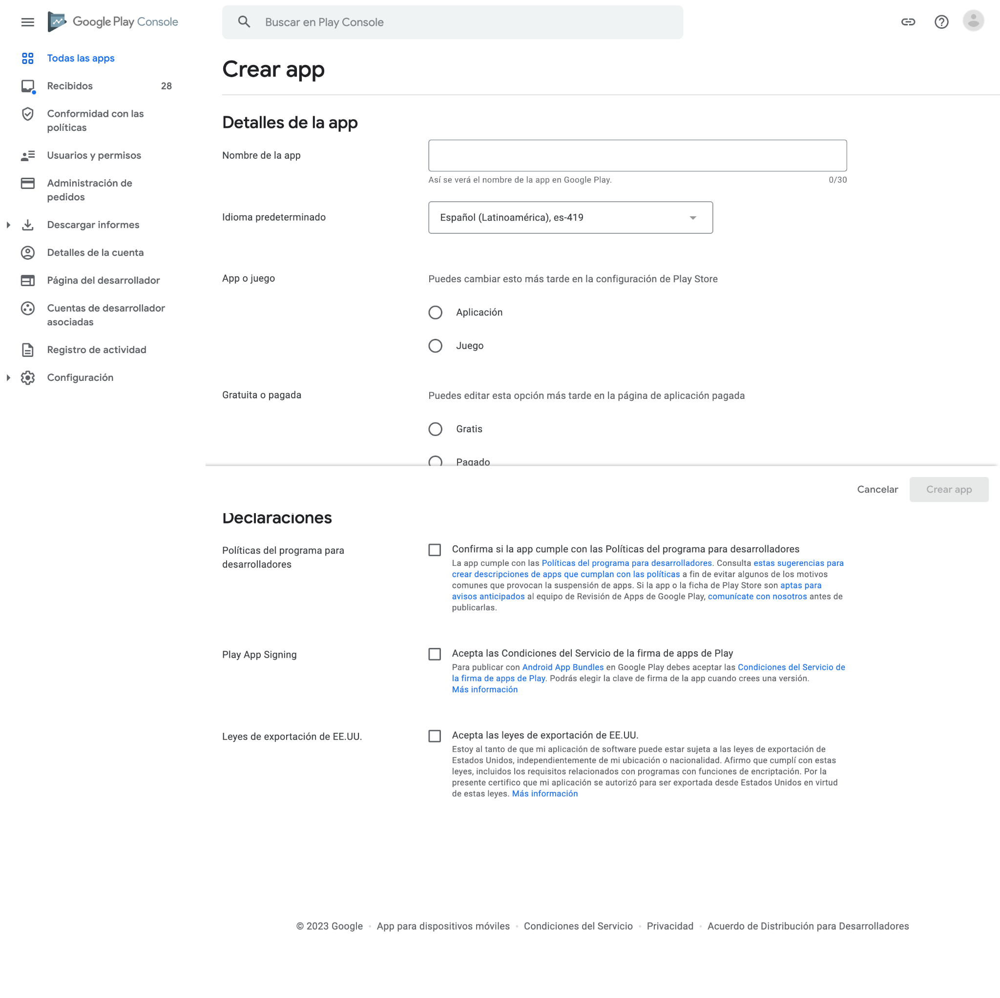 Google Play Console
Buscar en Play Console
Todas las apps
Recibidos 28
Conformidad con las
políticas
Usuarios y permisos
Administración de
pedidos
Descargar informes
Detalles de la cuenta
Página del desarrollador
Cuentas de desarrollador
asociadas
Registro de actividad
Configuración
Crear app
Detalles de la app
Nombre de la app
Así se verá el nombre de la app en Google Play. 0/30
Idioma predeterminado
Español (Latinoamérica), es-419
App o juego
Puedes cambiar esto más tarde en la configuración de Play Store
Aplicación
Juego
Gratuita o pagada
Puedes editar esta opción más tarde en la página de aplicación pagada
Gratis
Pagado
Cancelar
Crear app
Declaraciones
Políticas del programa para
desarrolladores
Confirma si la app cumple con las Políticas del programa para desarrolladores
La app cumple con las Políticas del programa para desarrolladores. Consulta estas sugerencias para
crear descripciones de apps que cumplan con las políticas a fin de evitar algunos de los motivos
comunes que provocan la suspensión de apps. Si la app o la ficha de Play Store son aptas para
avisos anticipados al equipo de Revisión de Apps de Google Play, comunícate con nosotros antes de
publicarlas.
Play App Signing
Acepta las Condiciones del Servicio de la firma de apps de Play
Para publicar con Android App Bundles en Google Play debes aceptar las Condiciones del Servicio de
la firma de apps de Play. Podrás elegir la clave de firma de la app cuando crees una versión.
Más información
Leyes de exportación de EE.UU.
Acepta las leyes de exportación de EE.UU.
Estoy al tanto de que mi aplicación de software puede estar sujeta a las leyes de exportación de
Estados Unidos, independientemente de mi ubicación o nacionalidad. Afirmo que cumplí con estas
leyes, incluidos los requisitos relacionados con programas con funciones de encriptación. Por la
presente certifico que mi aplicación se autorizó para ser exportada desde Estados Unidos en virtud
de estas leyes. Más información
© 2023 Google · App para dispositivos móviles · Condiciones del Servicio · Privacidad · Acuerdo de Distribución para Desarrolladores